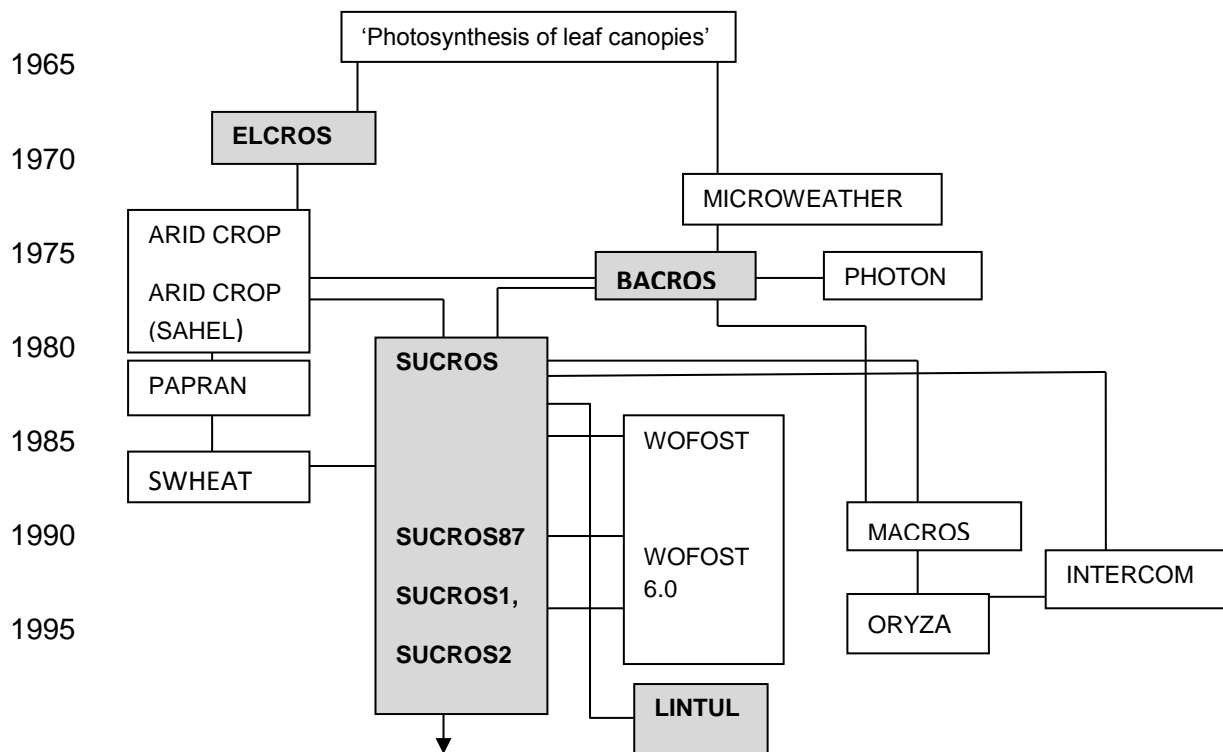 ‘Photosynthesis of leaf canopies’
1965
ELCROS
1970
MICROWEATHER
ARID CROP
1975
BACROS
PHOTON
ARID CROP
(SAHEL)
1980
SUCROS
PAPRAN
1985
WOFOST
SWHEAT
1990
SUCROS87
MACROS
WOFOST
6.0
INTERCOM
SUCROS1,
ORYZA
1995
SUCROS2
LINTUL